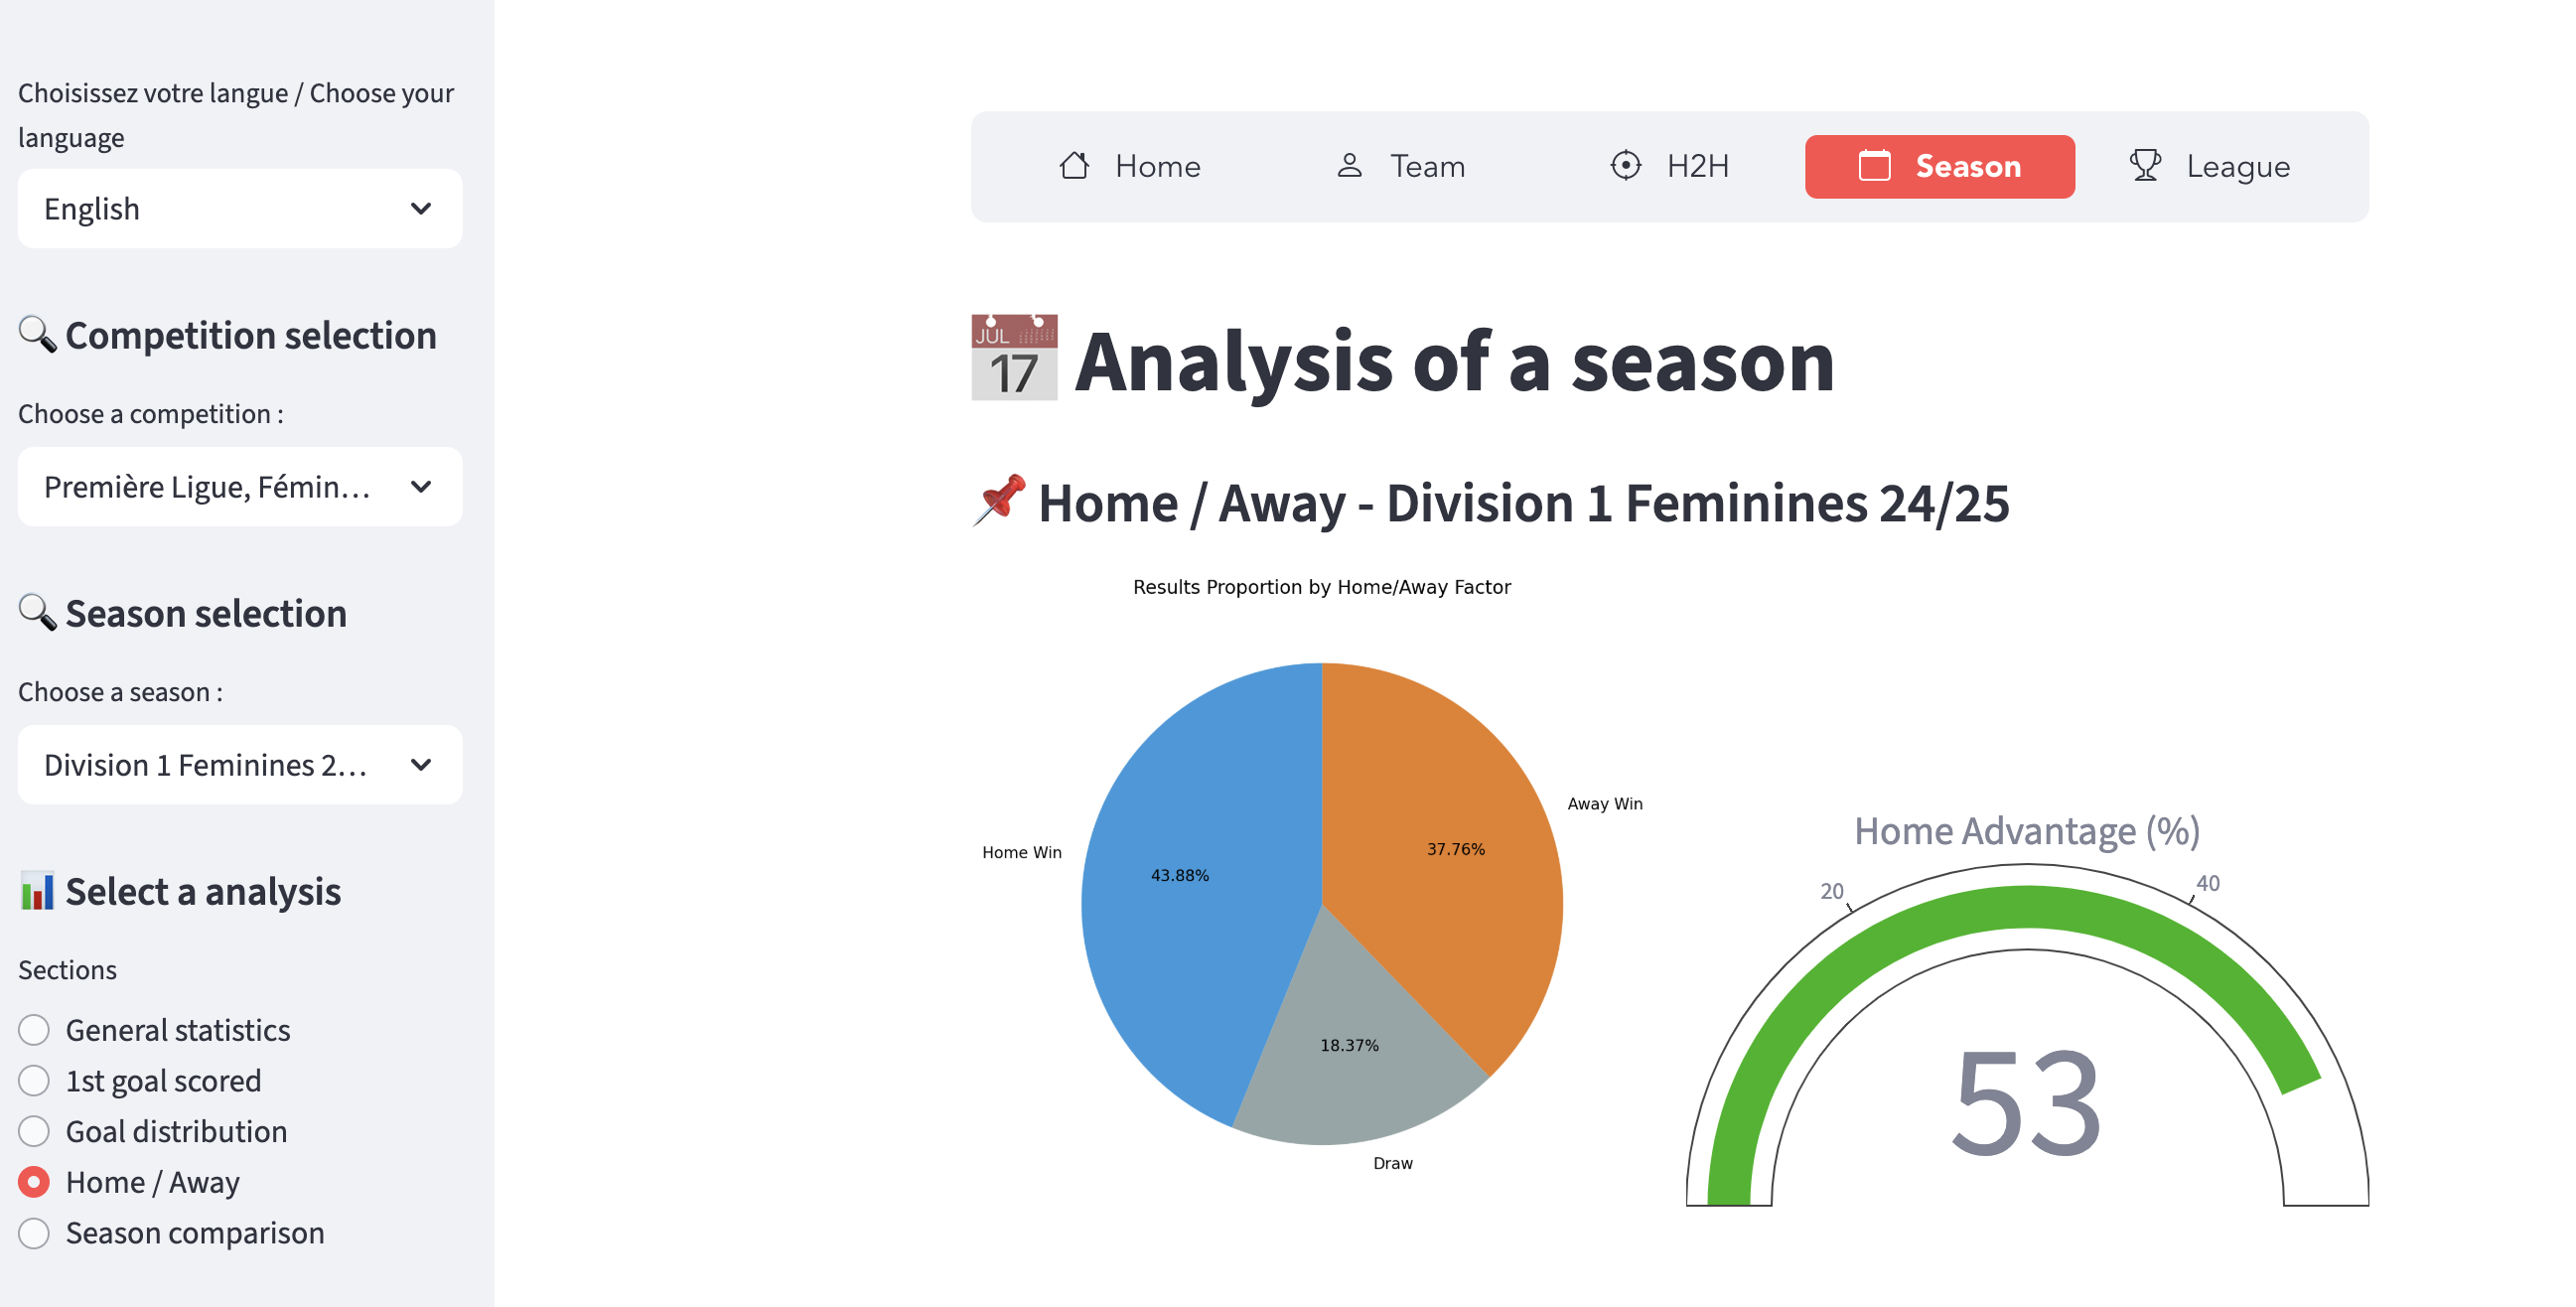 Choisissez votre langue / Choose your
language
English
Competition selection
Choose a competition :
Première Ligue, Fémin…
Season selection
Choose a season :
Division 1 Feminines 2…
Select a analysis
Sections
General statistics
1st goal scored
Goal distribution
Home / Away
Season comparison
Home
Team
H2H
Season
League
JUL
17
Analysis of a season
Home / Away - Division 1 Feminines 24/25
Results Proportion by Home/Away Factor
Away Win
37.76%
Home Win
43.88%
18.37%
Draw
Home Advantage (%)
20
40
53